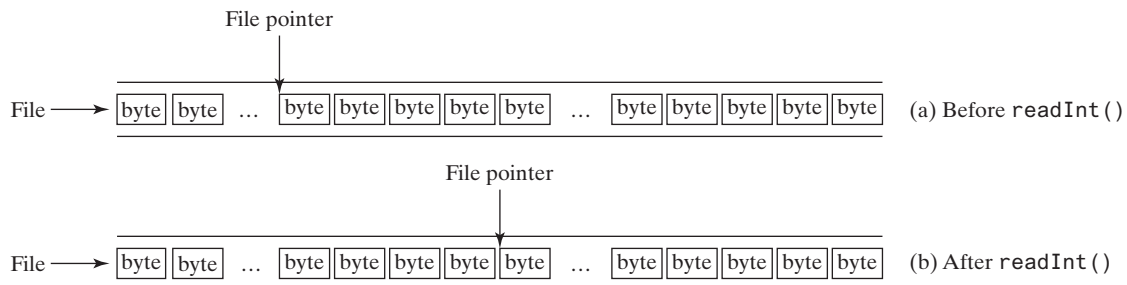 File pointer
File byte byte ... byte byte byte byte byte ... byte byte byte byte byte (a) Before readInt()
File pointer
File byte byte ... byte byte byte byte byte ... byte byte byte byte byte (b) After readInt()